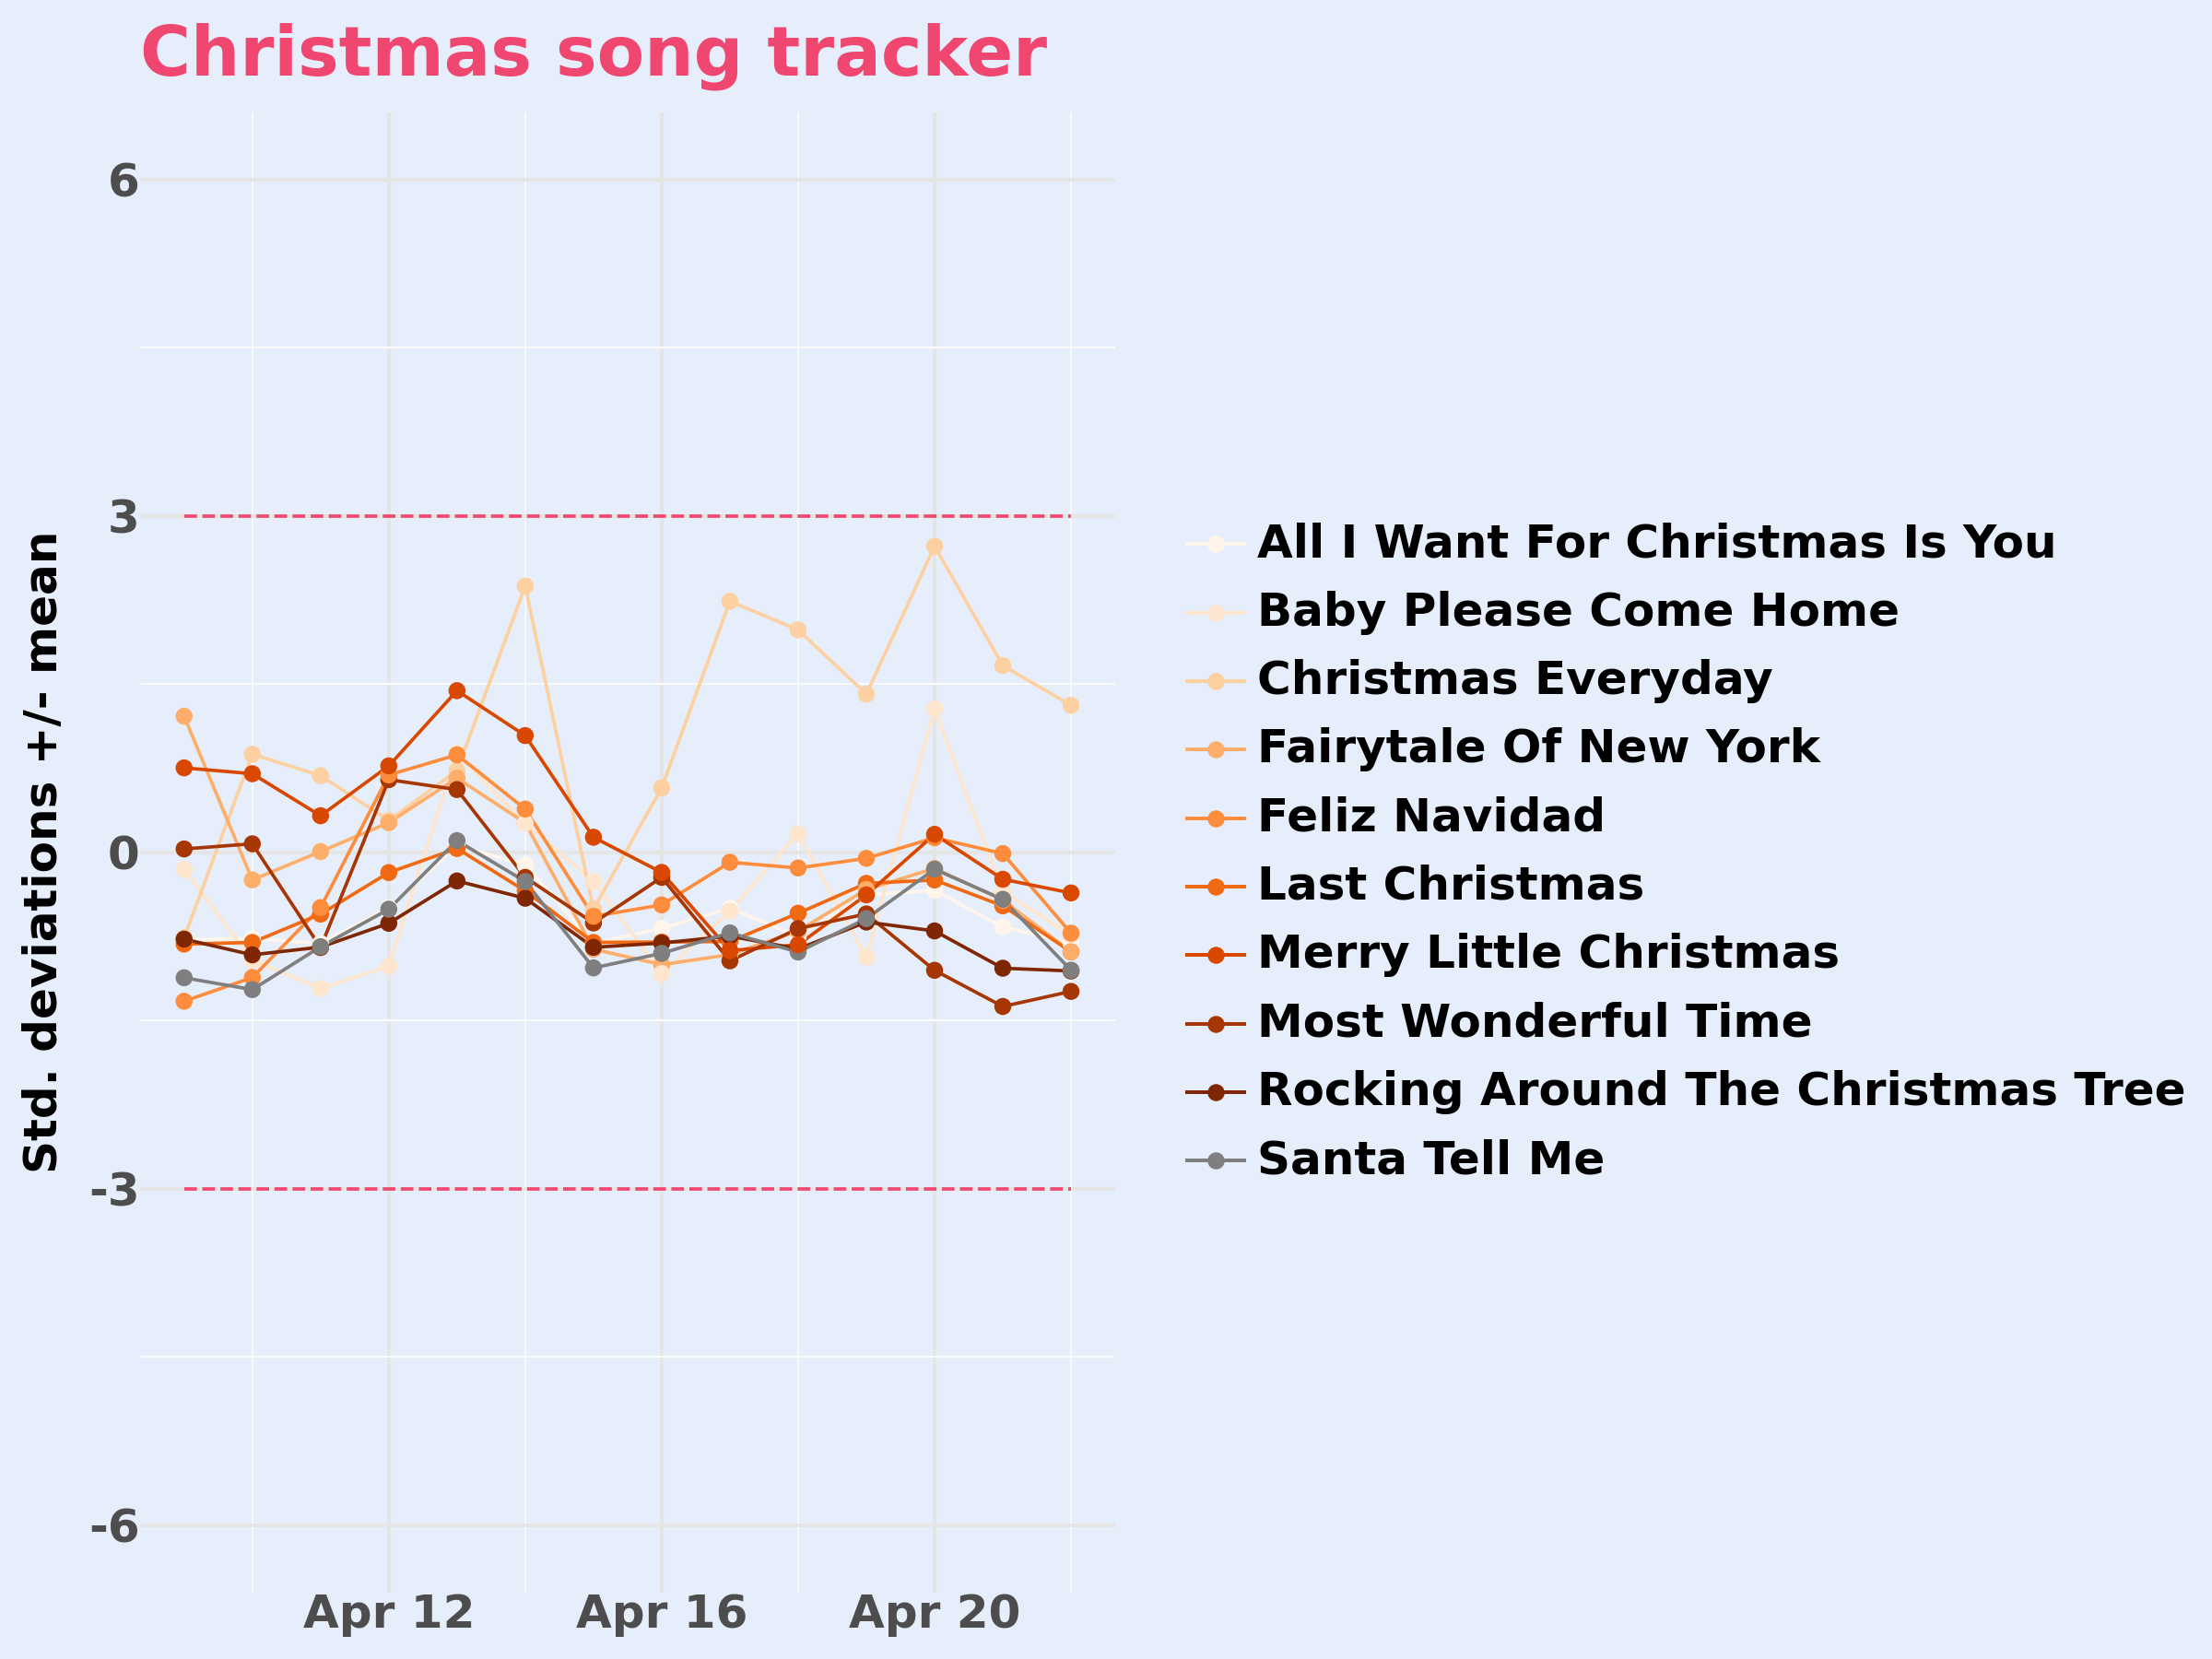 Christmas song tracker
Std. deviations +/- mean
6
3
0
-3
-6
Apr 12
Apr 16
Apr 20
All I Want For Christmas Is You
Baby Please Come Home
Christmas Everyday
Fairytale Of New York
Feliz Navidad
Last Christmas
Merry Little Christmas
Most Wonderful Time
Rocking Around The Christmas Tree
Santa Tell Me